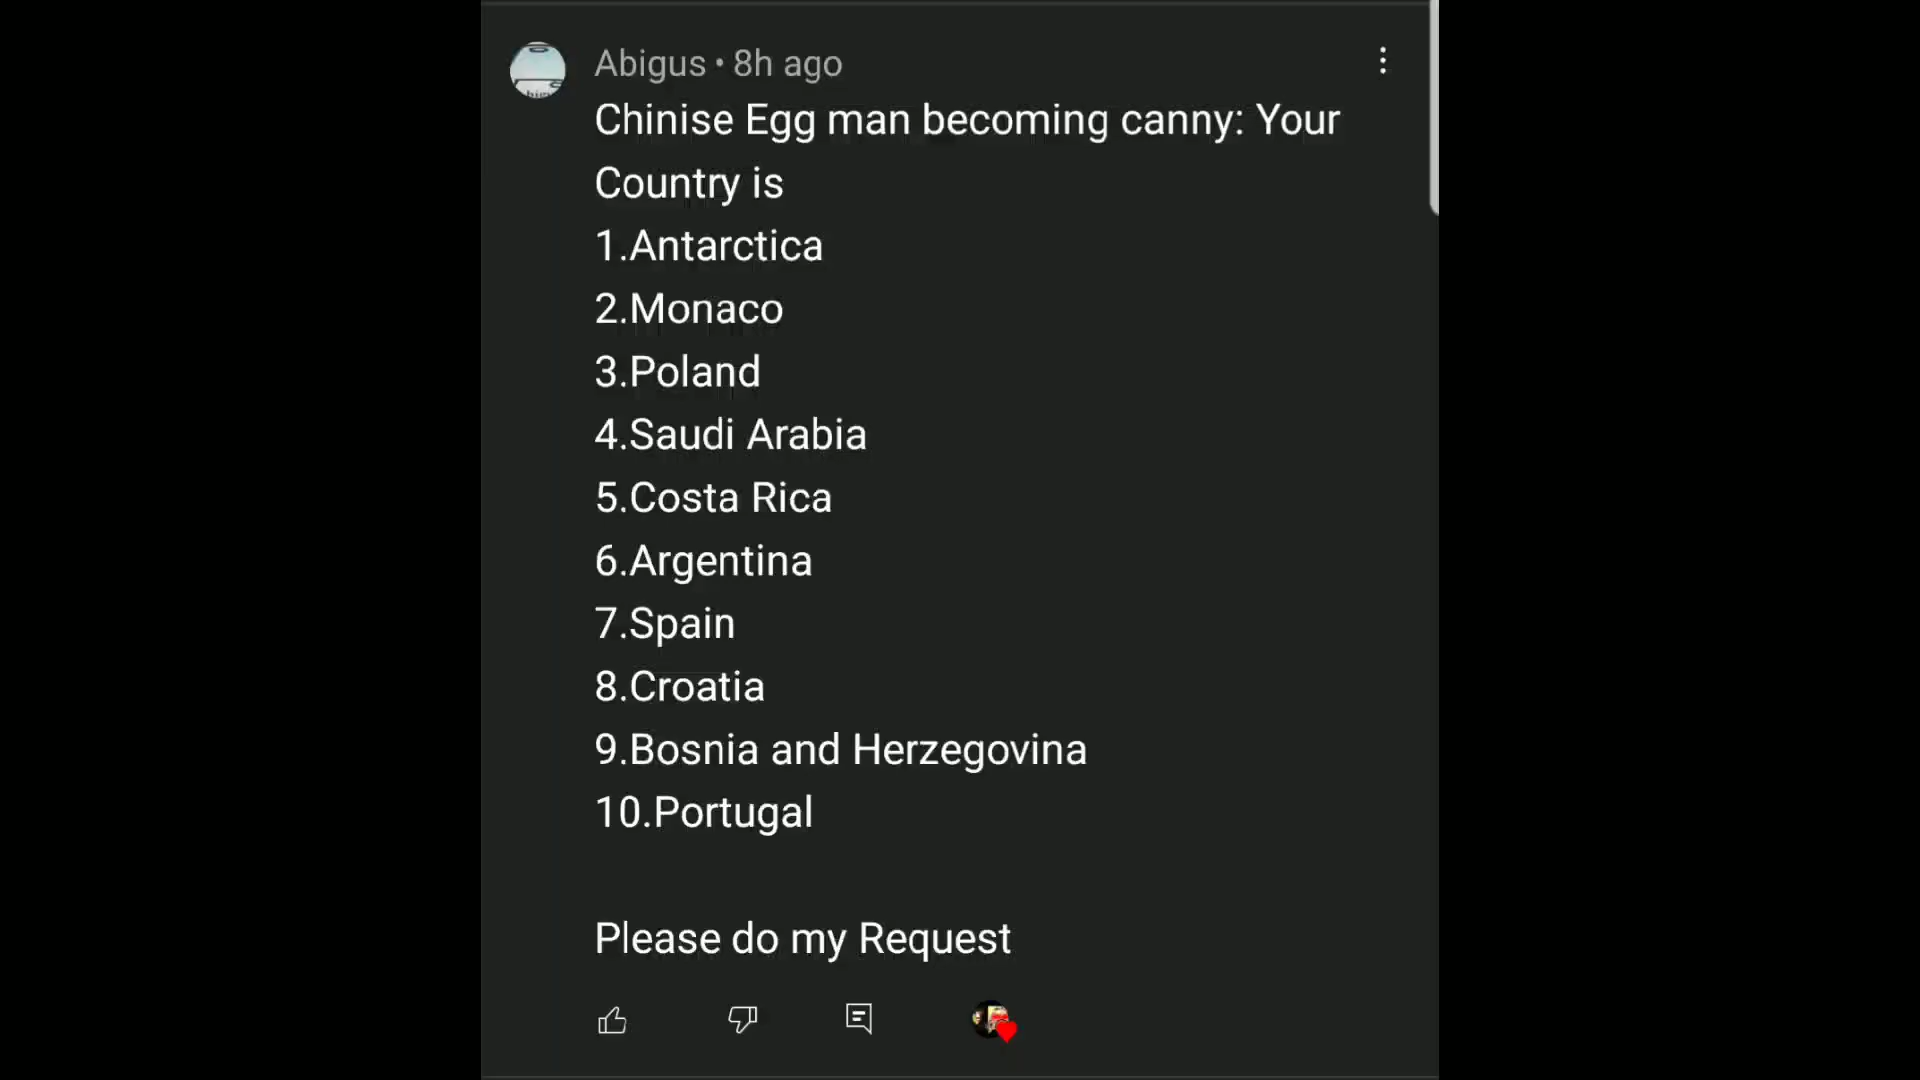 Abigus • 8h ago
Chinise Egg man becoming canny: Your
Country is
1.Antarctica
2.Monaco
3.Poland
4.Saudi Arabia
5.Costa Rica
6.Argentina
7.Spain
8.Croatia
9.Bosnia and Herzegovina
10.Portugal
Please do my Request